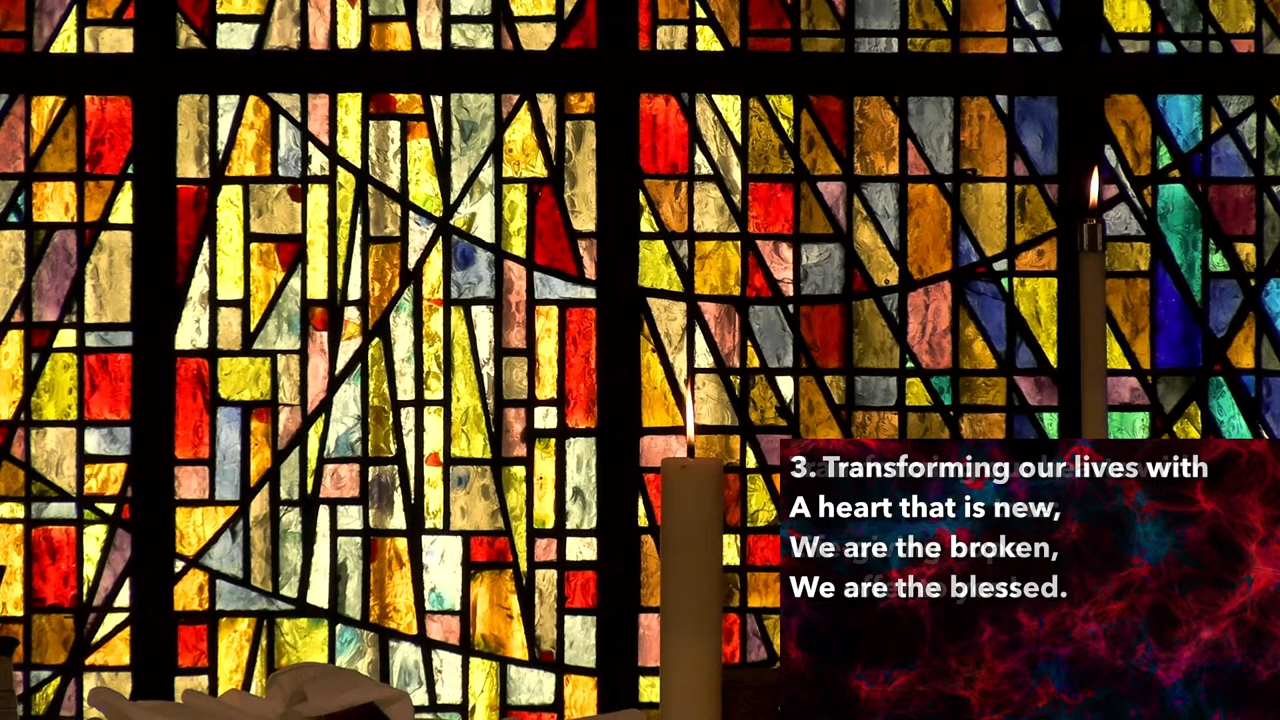 3. Transforming our lives with
A heart that is new,
We are the broken,
We are the blessed.